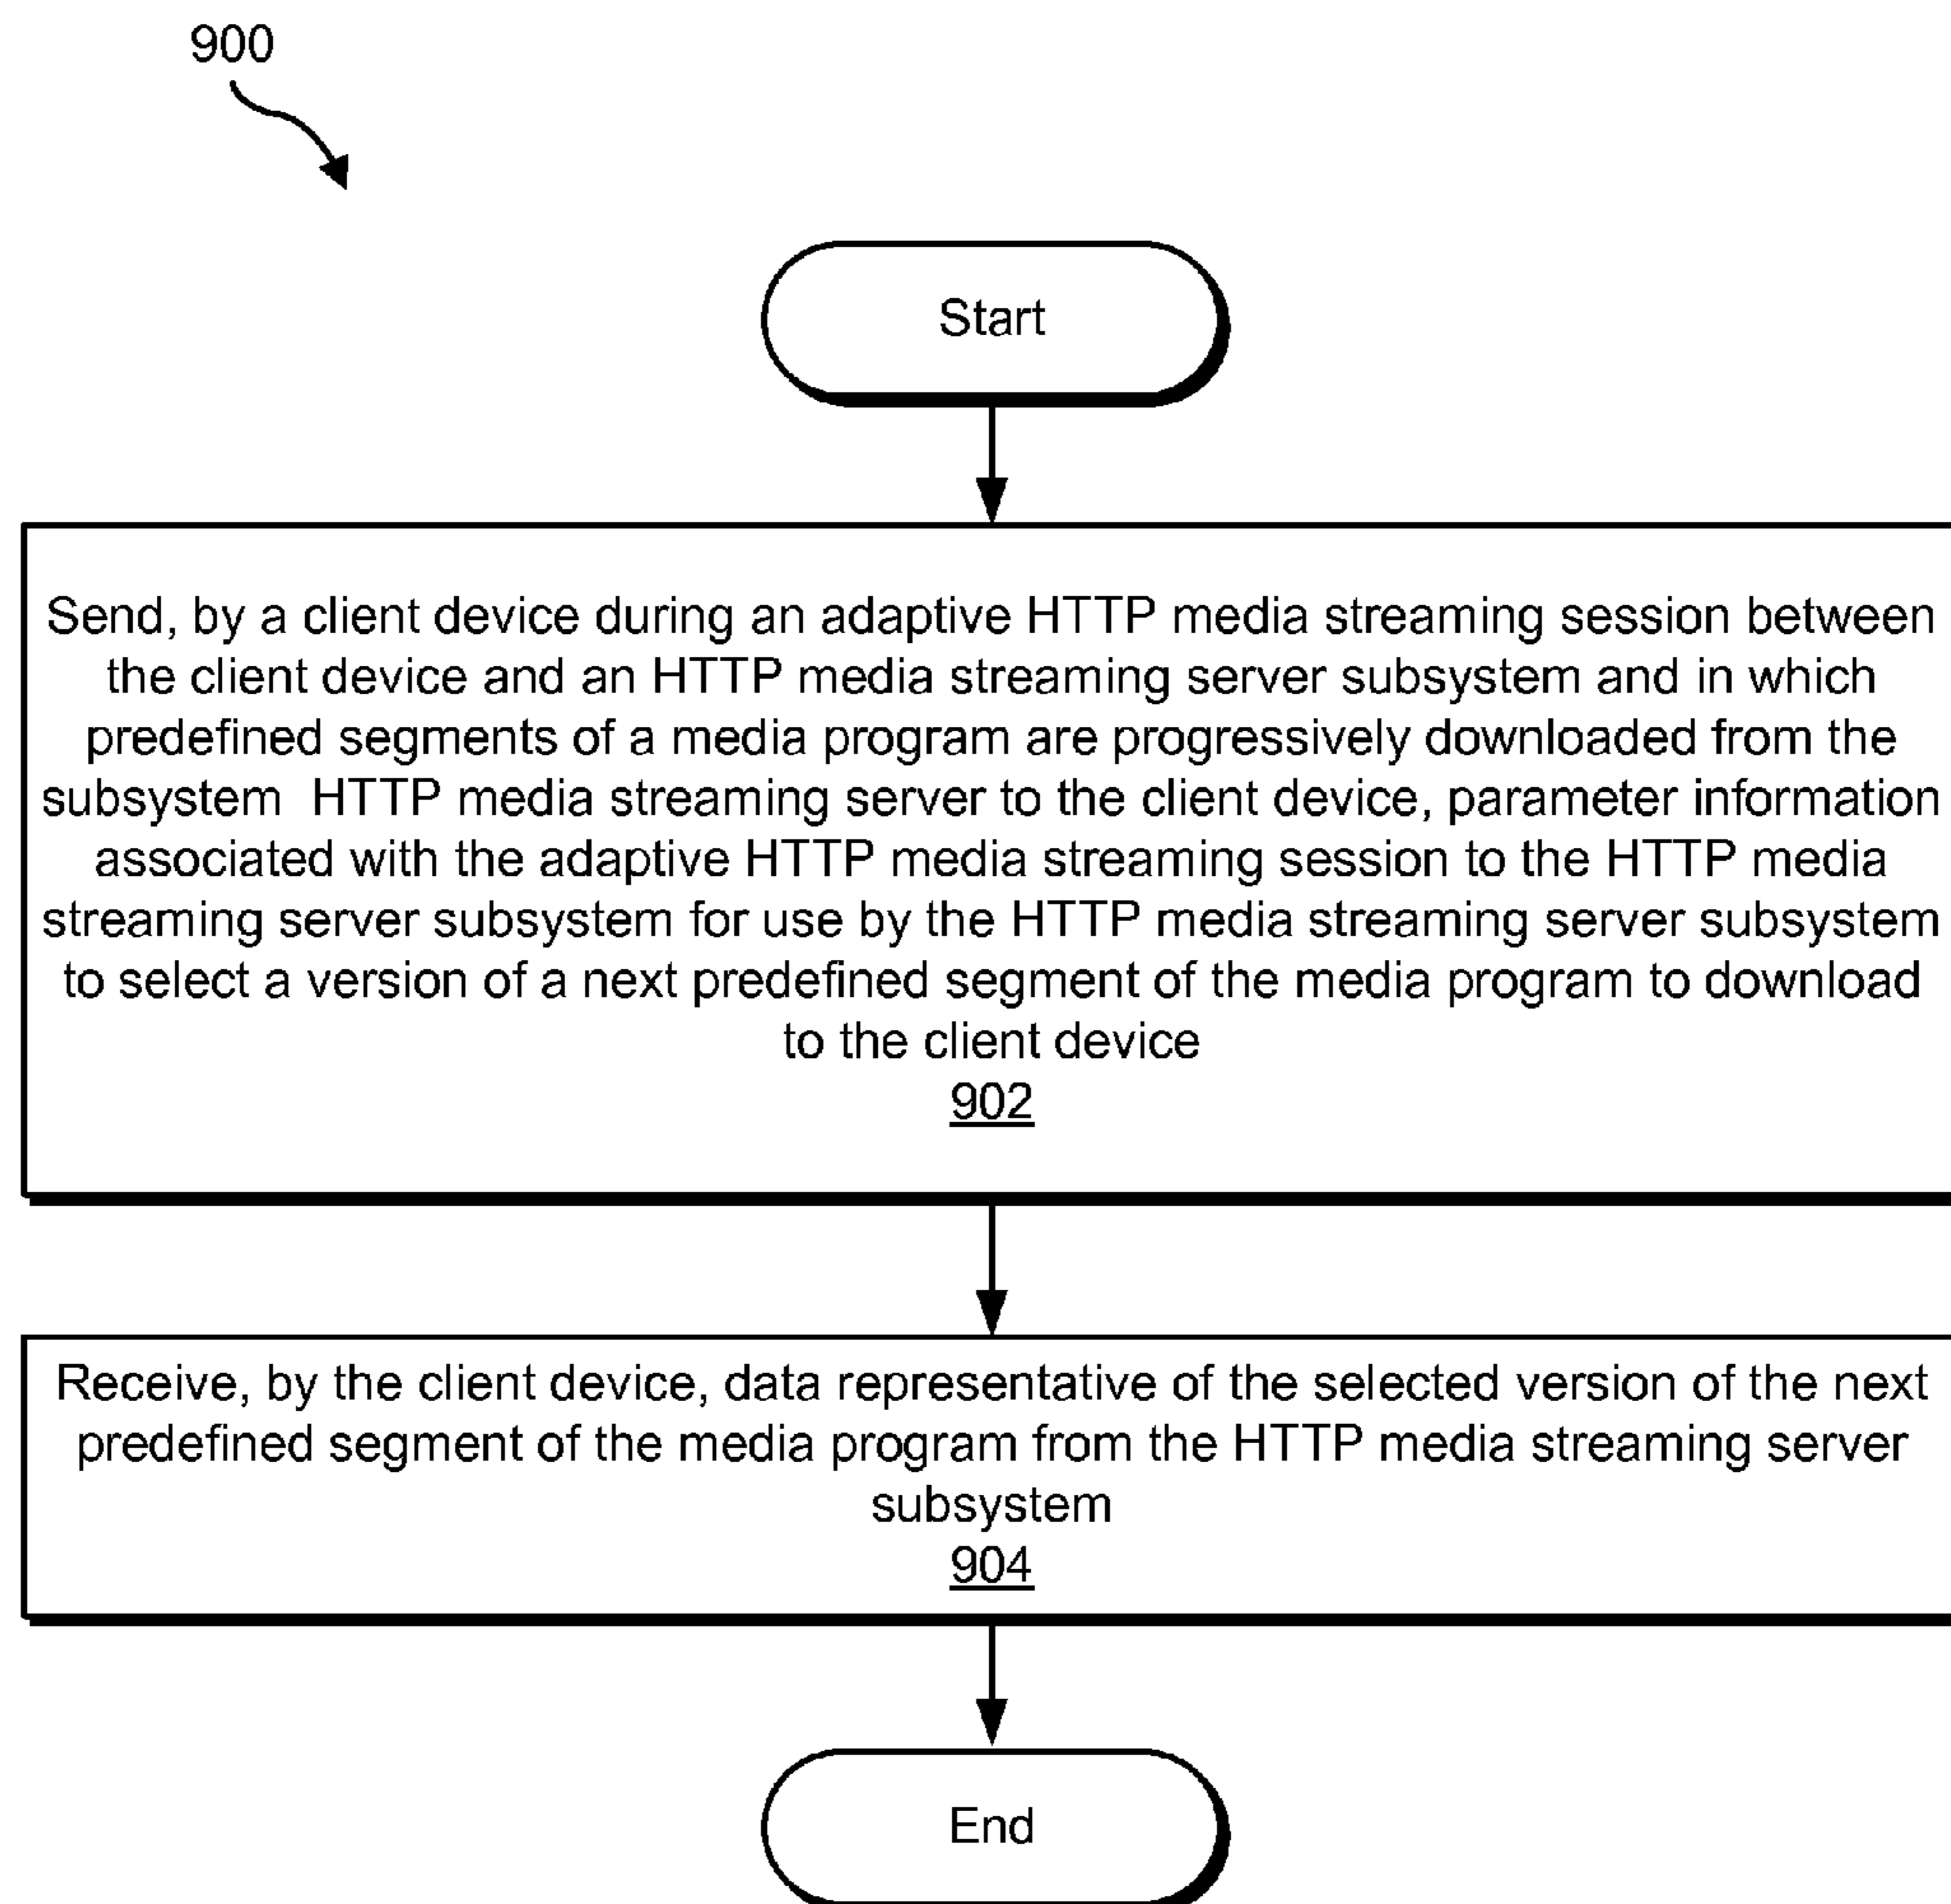 900
Start
Send, by a client device during an adaptive HTTP media streaming session between
the client device and an HTTP media streaming server subsystem and in which
predefined segments of a media program are progressively downloaded from the
subsystem HTTP media streaming server to the client device, parameter information
associated with the adaptive HTTP media streaming session to the HTTP media
streaming server subsystem for use by the HTTP media streaming server subsystem
to select a version of a next predefined segment of the media program to download
to the client device
902
Receive, by the client device, data representative of the selected version of the next
predefined segment of the media program from the HTTP media streaming server
subsystem
904
End